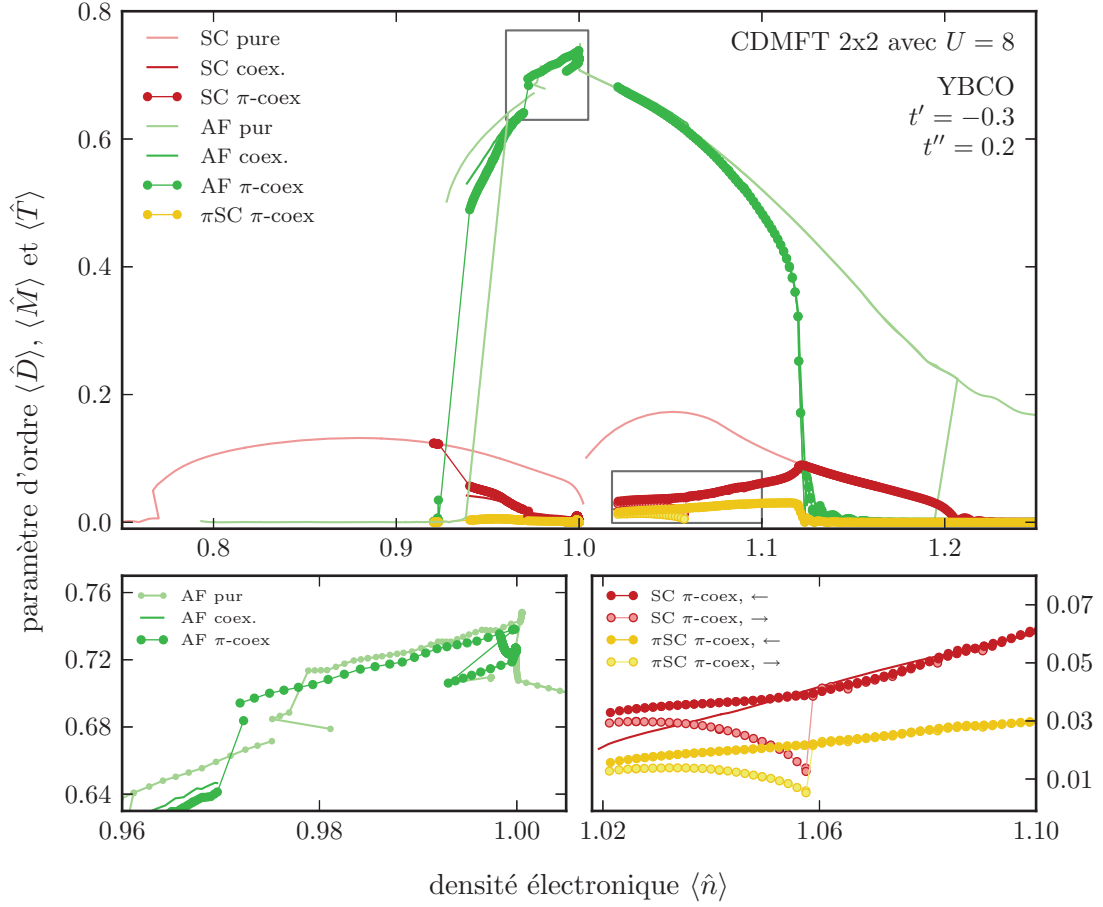 paramètre d'ordre ⟨D̂⟩, ⟨M̂⟩ et ⟨T̂⟩
0.8
0.6
0.4
0.2
0.0
SC pure
SC coex.
SC π-coex
AF pur
AF coex.
AF π-coex
πSC π-coex
CDMFT 2x2 avec U = 8
YBCO
t′ = −0.3
t″ = 0.2
0.8
0.9
1.0
1.1
1.2
0.76
0.72
0.68
0.64
AF pur
AF coex.
AF π-coex
0.96
0.98
1.00
SC π-coex, ←
SC π-coex, →
πSC π-coex, ←
πSC π-coex, →
0.07
0.05
0.03
0.01
1.02
1.06
1.10
densité électronique ⟨n̂⟩